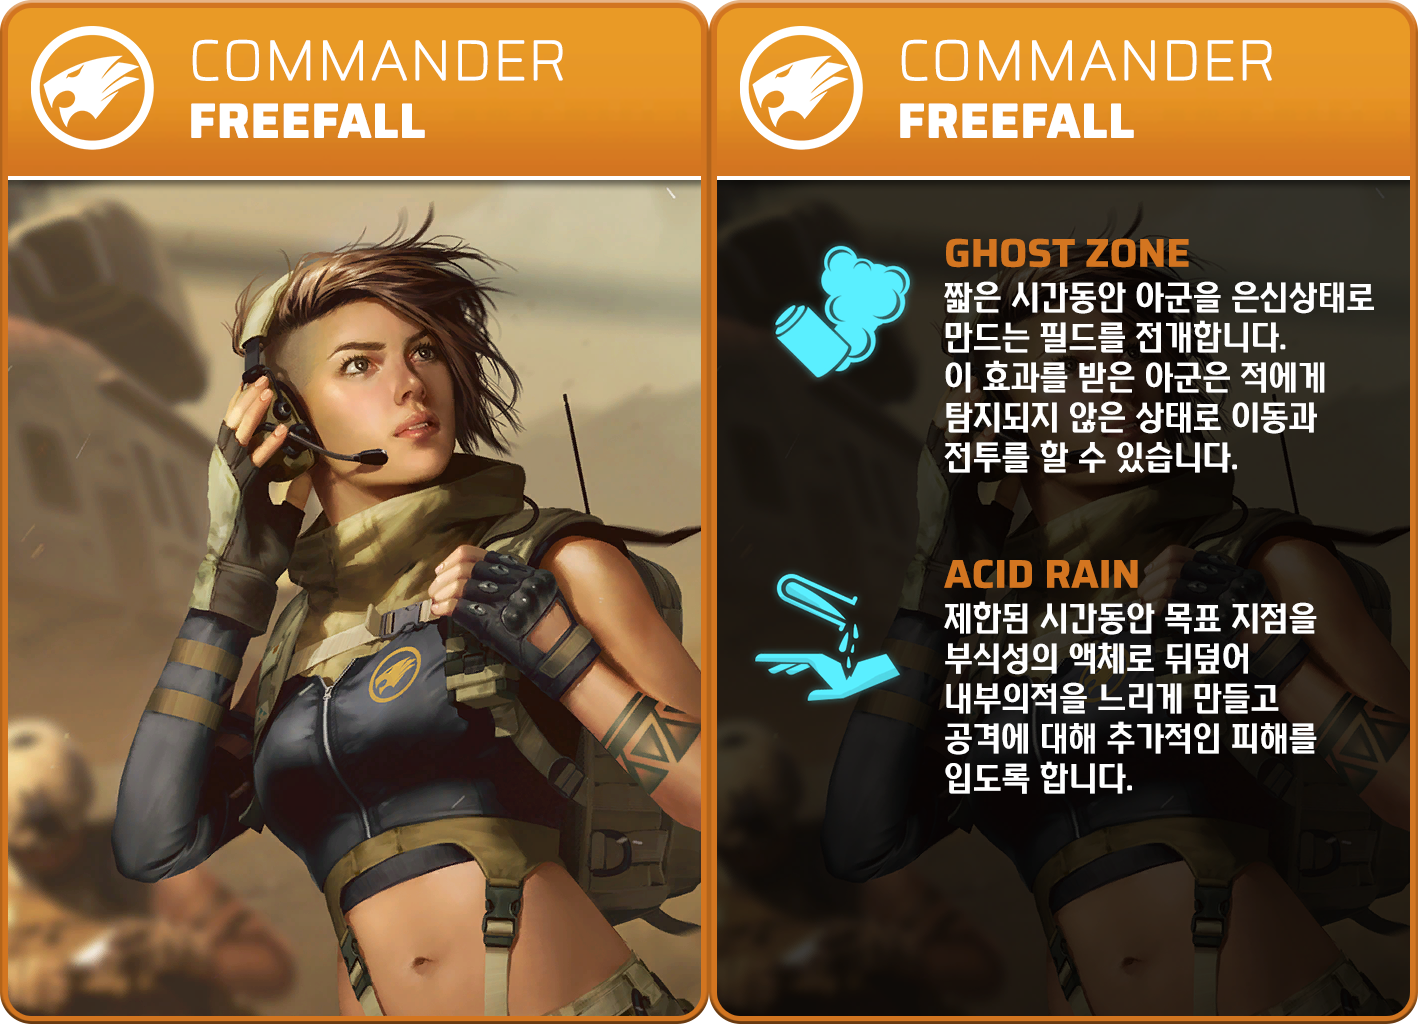 COMMANDER
FREEFALL
COMMANDER
FREEFALL
GHOST ZONE
짧은 시간동안 아군을 은신상태로
만드는 필드를 전개합니다.
이 효과를 받은 아군은 적에게
탐지되지 않은 상태로 이동과
전투를 할 수 있습니다.
ACID RAIN
제한된 시간동안 목표 지점을
부식성의 액체로 뒤덮어
내부의적을 느리게 만들고
공격에 대해 추가적인 피해를
입도록 합니다.